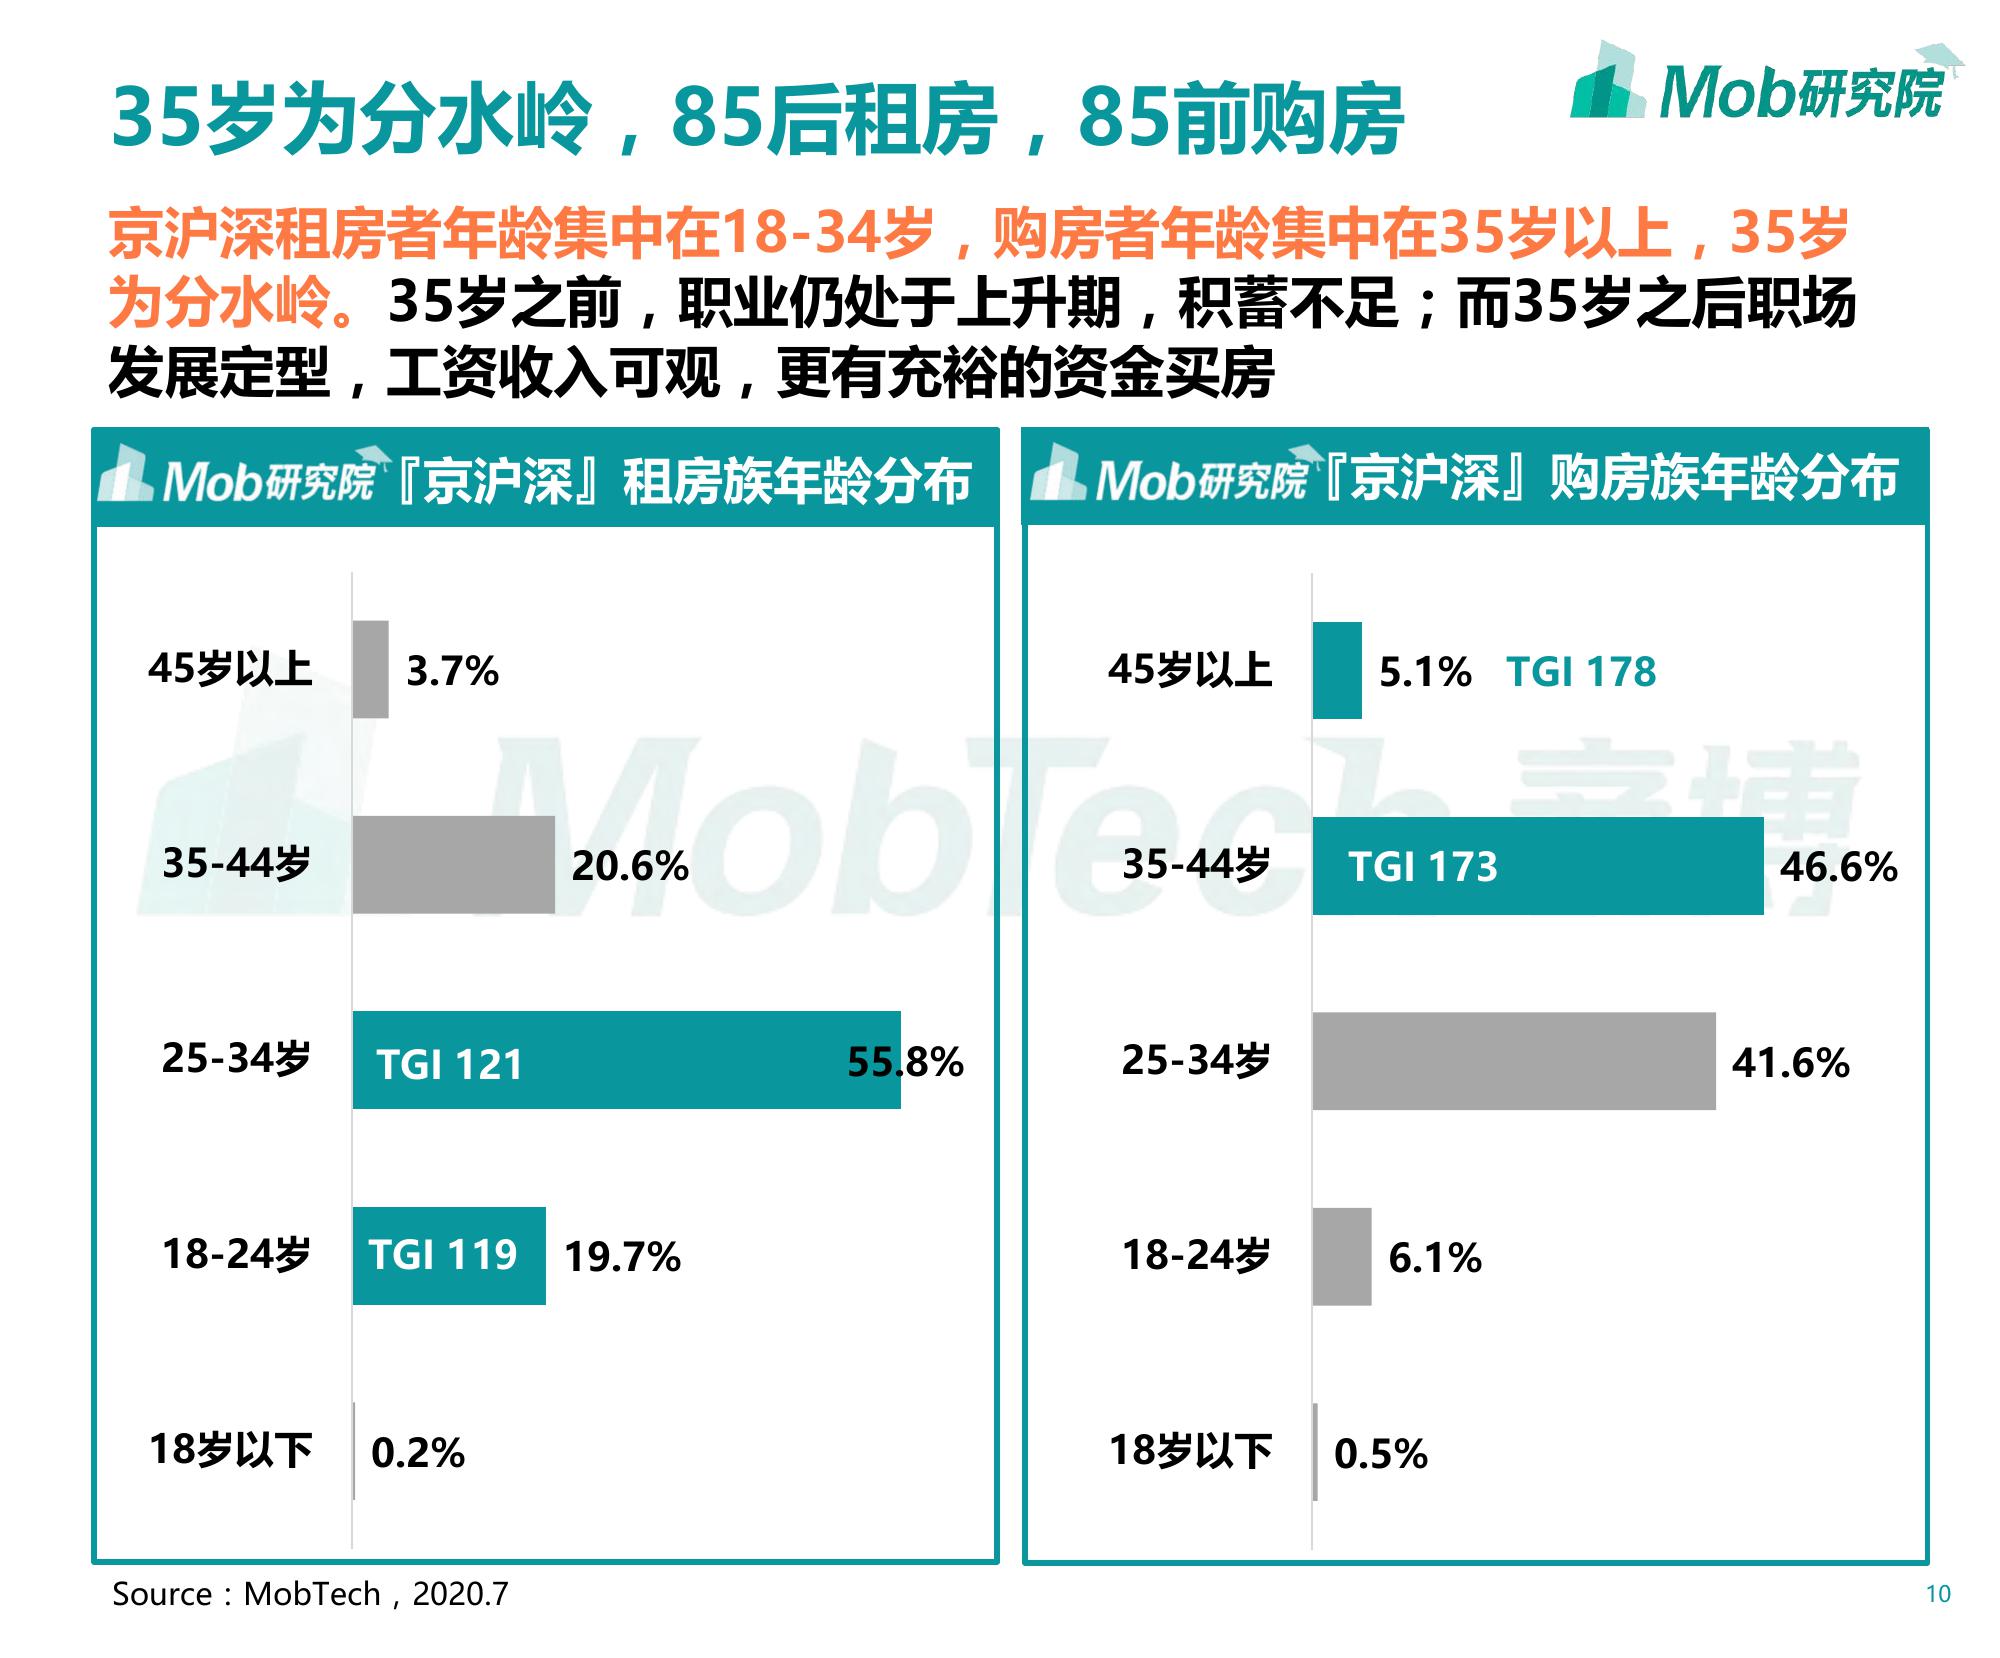 35岁为分水岭，85后租房，85前购房
Mob研究院
京沪深租房者年龄集中在18-34岁，购房者年龄集中在35岁以上，35岁
为分水岭。35岁之前，职业仍处于上升期，积蓄不足；而35岁之后职场
发展定型，工资收入可观，更有充裕的资金买房
Mob研究院『京沪深』租房族年龄分布
45岁以上 3.7%
35-44岁 20.6%
25-34岁 TGI 121 55.8%
18-24岁 TGI 119 19.7%
18岁以下 0.2%
Mob研究院『京沪深』购房族年龄分布
45岁以上 5.1% TGI 178
35-44岁 TGI 173 46.6%
25-34岁 41.6%
18-24岁 6.1%
18岁以下 0.5%
MobTech
Source：MobTech，2020.7
10